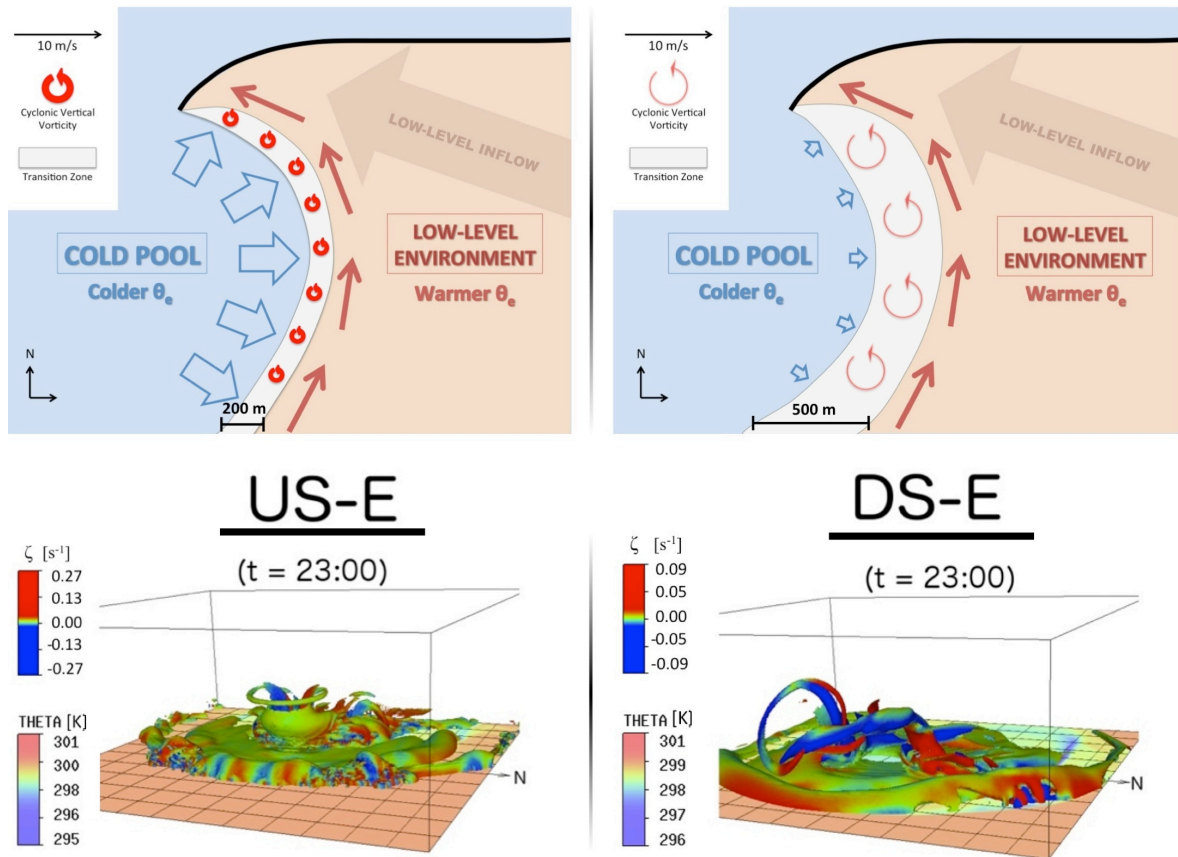 10 m/s
Cyclonic Vertical
Vorticity
Transition Zone
LOW-LEVEL INFLOW
COLD POOL
Colder θe
LOW-LEVEL
ENVIRONMENT
Warmer θe
N
200 m
10 m/s
Cyclonic Vertical
Vorticity
Transition Zone
LOW-LEVEL INFLOW
COLD POOL
Colder θe
LOW-LEVEL
ENVIRONMENT
Warmer θe
N
500 m
US-E
(t = 23:00)
ζ [s⁻¹]
0.27
0.13
0.00
-0.13
-0.27
THETA [K]
301
300
298
296
295
N
DS-E
(t = 23:00)
ζ [s⁻¹]
0.09
0.05
0.00
-0.05
-0.09
THETA [K]
301
299
298
297
296
N